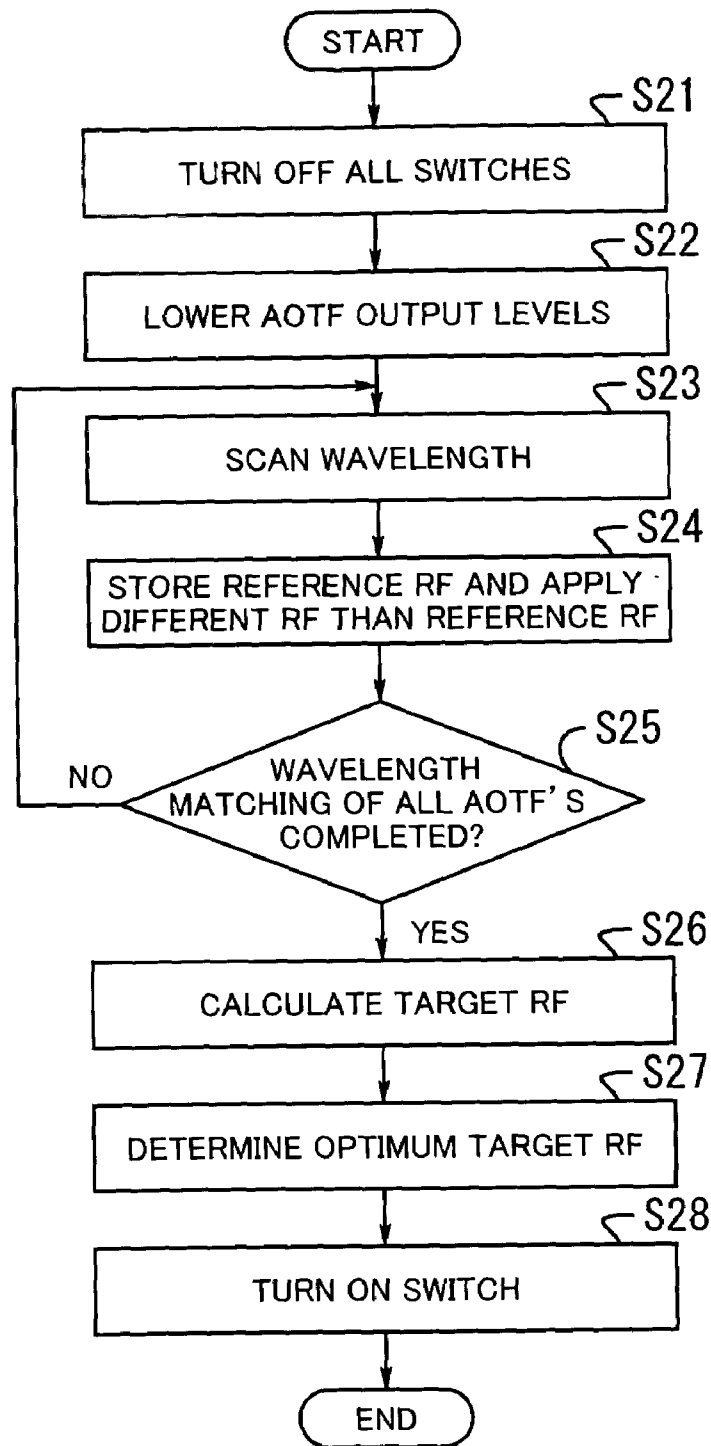 START
S21
TURN OFF ALL SWITCHES
S22
LOWER AOTF OUTPUT LEVELS
S23
SCAN WAVELENGTH
S24
STORE REFERENCE RF AND APPLY
DIFFERENT RF THAN REFERENCE RF
S25
NO
WAVELENGTH
MATCHING OF ALL AOTF'S
COMPLETED?
YES
S26
CALCULATE TARGET RF
S27
DETERMINE OPTIMUM TARGET RF
S28
TURN ON SWITCH
END